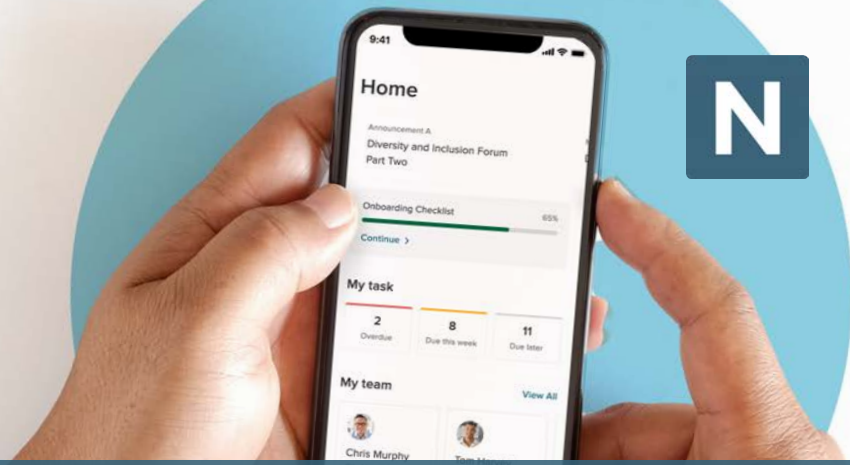 9:41
Home
Announcement A
Diversity and Inclusion Forum
Part Two
Onboarding Checklist 65%
Continue >
My task
2 8 11
Overdue Due this week Due later
My team View All
Chris Murphy Tom
N